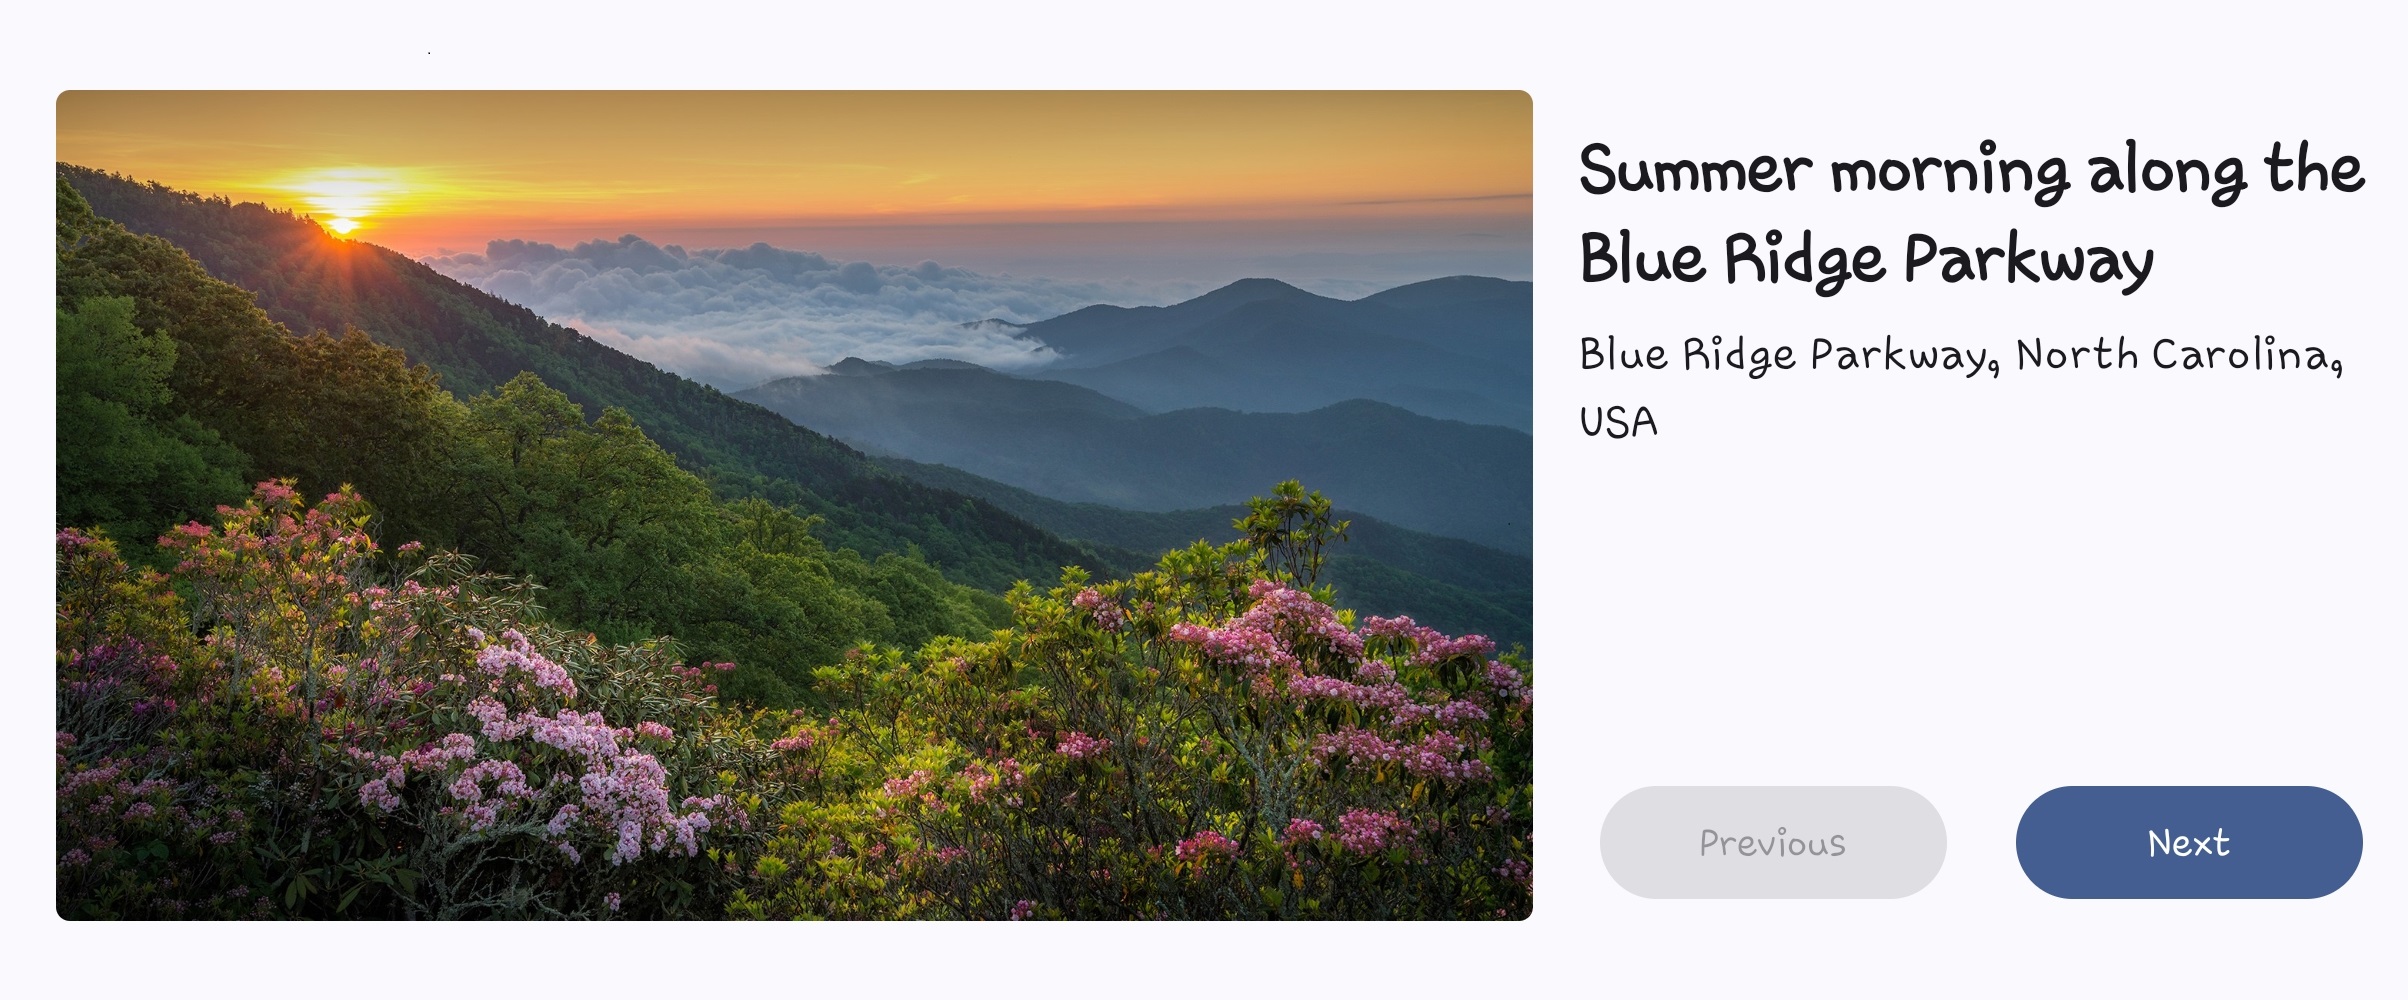 Summer morning along the
Blue Ridge Parkway
Blue Ridge Parkway, North Carolina,
USA
Previous
Next